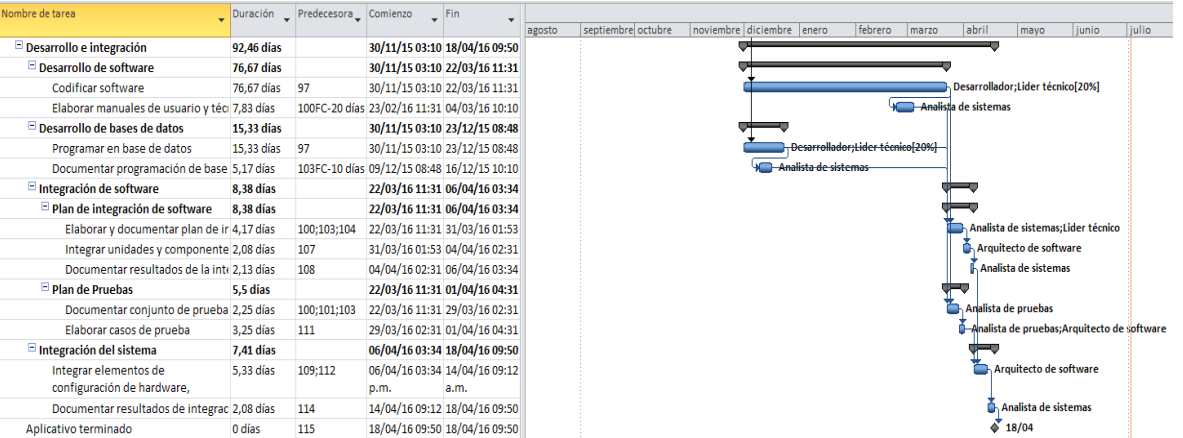 Nombre de tarea Duración Predecesora Comienzo Fin
agosto septiembre octubre noviembre diciembre enero febrero marzo abril mayo junio julio
Desarrollo e integración 92,46 días 30/11/15 03:10 18/04/16 09:50
Desarrollo de software 76,67 días 30/11/15 03:10 22/03/16 11:31
Codificar software 76,67 días 97 30/11/15 03:10 22/03/16 11:31 Desarrollador;Lider técnico[20%]
Elaborar manuales de usuario y téc 7,83 días 100FC-20 días 23/02/16 11:31 04/03/16 10:10 Analista de sistemas
Desarrollo de bases de datos 15,33 días 30/11/15 03:10 23/12/15 08:48
Programar en base de datos 15,33 días 97 30/11/15 03:10 23/12/15 08:48 Desarrollador;Lider técnico[20%]
Documentar programación de base 5,17 días 103FC-10 días 09/12/15 08:48 16/12/15 10:10 Analista de sistemas
Integración de software 8,38 días 22/03/16 11:31 06/04/16 03:34
Plan de integración de software 8,38 días 22/03/16 11:31 06/04/16 03:34
Elaborar y documentar plan de ir 4,17 días 100;103;104 22/03/16 11:31 31/03/16 01:53 Analista de sistemas;Lider técnico
Integrar unidades y componente 2,08 días 107 31/03/16 01:53 04/04/16 02:31 Arquitecto de software
Documentar resultados de la inte 2,13 días 108 04/04/16 02:31 06/04/16 03:34 Analista de sistemas
Plan de Pruebas 5,5 días 22/03/16 11:31 01/04/16 04:31
Documentar conjunto de prueba 2,25 días 100;101;103 22/03/16 11:31 29/03/16 02:31 Analista de pruebas
Elaborar casos de prueba 3,25 días 111 29/03/16 02:31 01/04/16 04:31 Analista de pruebas;Arquitecto de software
Integración del sistema 7,41 días 06/04/16 03:34 18/04/16 09:50
Integrar elementos de 5,33 días 109;112 06/04/16 03:34 14/04/16 09:12 Arquitecto de software
configuración de hardware, p.m. a.m.
Documentar resultados de integrac 2,08 días 114 14/04/16 09:12 18/04/16 09:50 Analista de sistemas
Aplicativo terminado 0 días 115 18/04/16 09:50 18/04/16 09:50 18/04